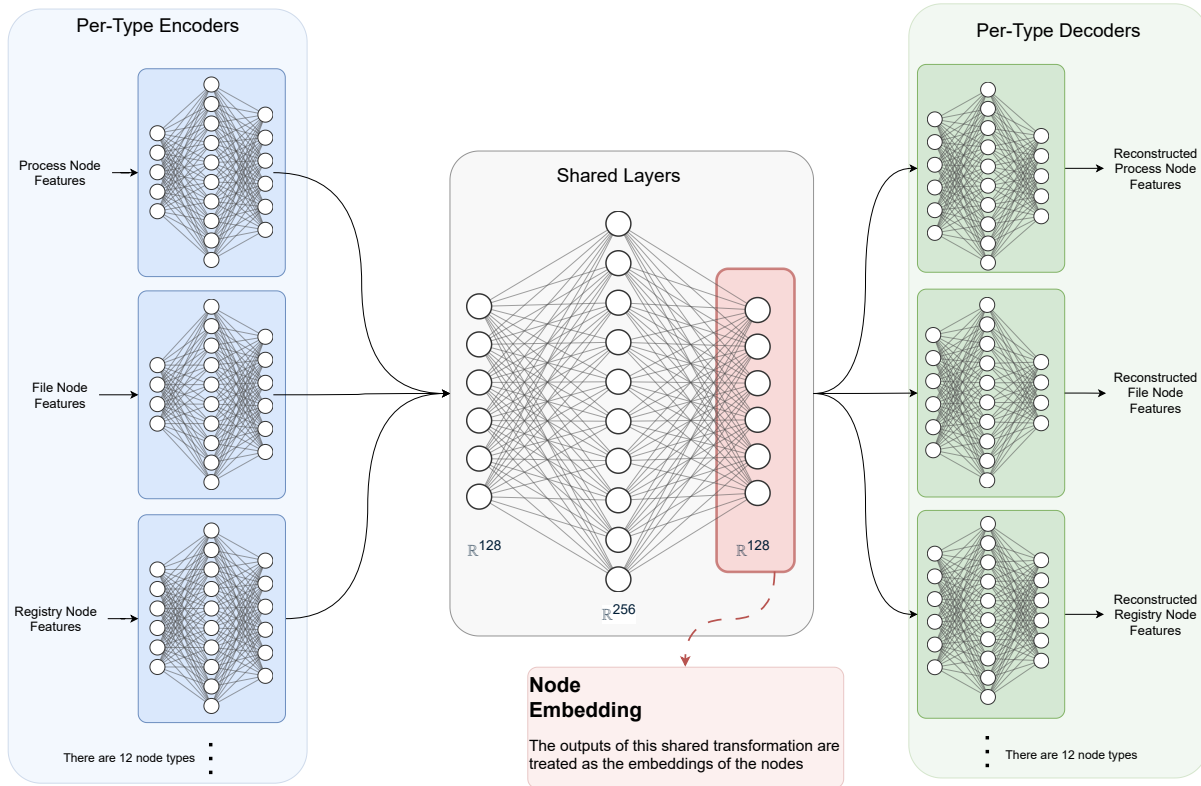 Per-Type Encoders
Process Node
Features
File Node
Features
Registry Node
Features
There are 12 node types
Shared Layers
ℝ128
ℝ256
ℝ128
Node
Embedding
The outputs of this shared transformation are
treated as the embeddings of the nodes
Per-Type Decoders
Reconstructed
Process Node
Features
Reconstructed
File Node
Features
Reconstructed
Registry Node
Features
There are 12 node types